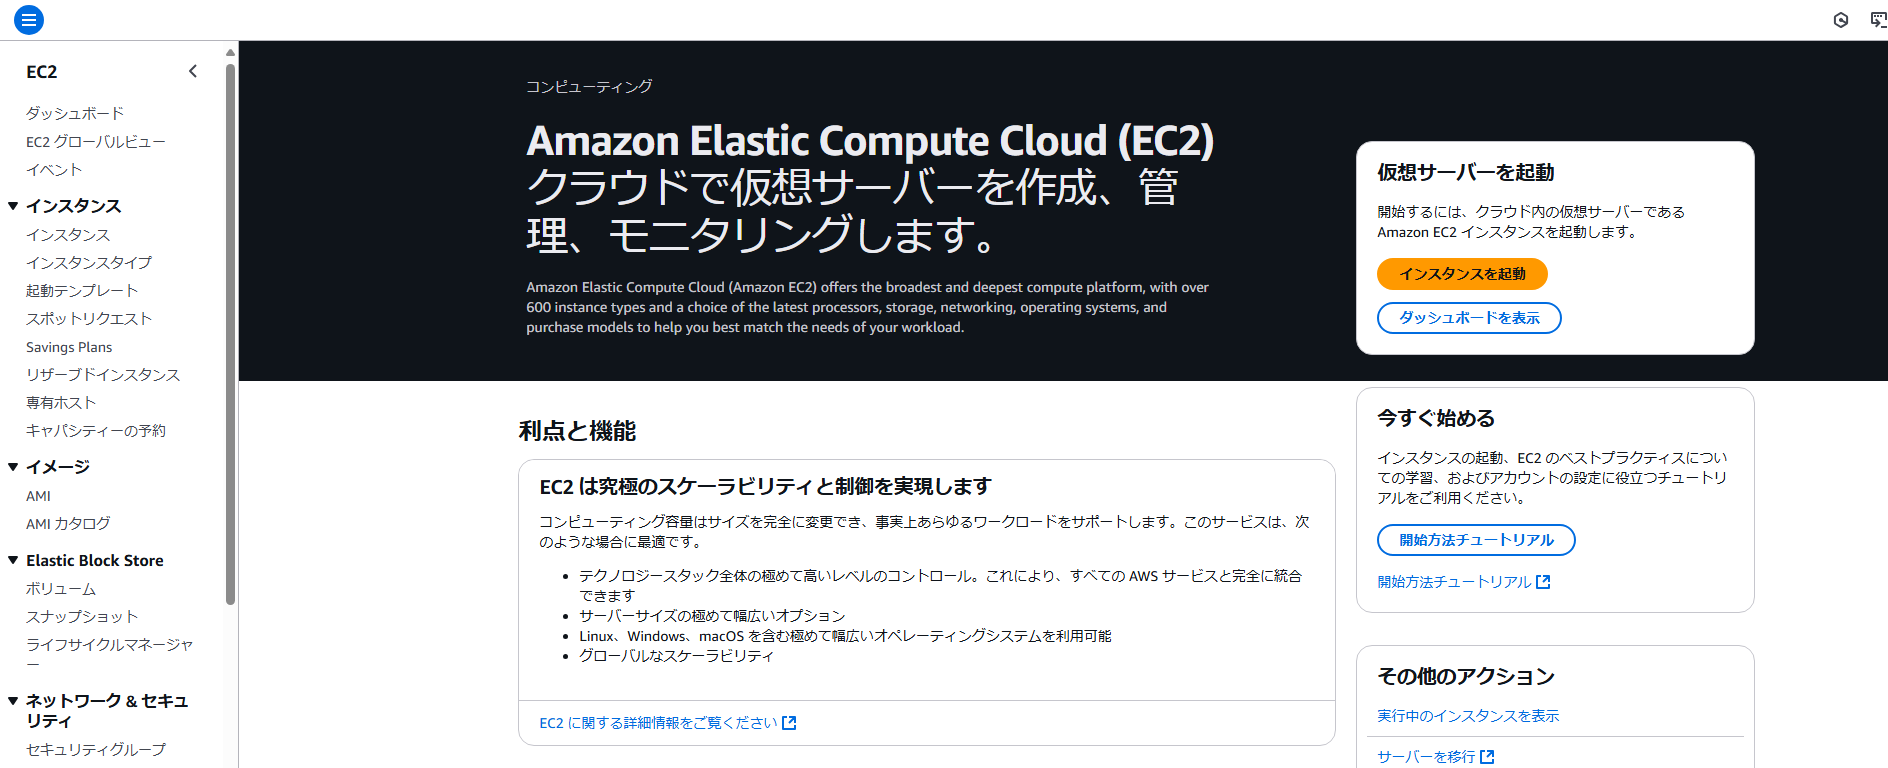 EC2
ダッシュボード
EC2 グローバルビュー
イベント
インスタンス
インスタンス
インスタンスタイプ
起動テンプレート
スポットリクエスト
Savings Plans
リザーブドインスタンス
専有ホスト
キャパシティーの予約
イメージ
AMI
AMI カタログ
Elastic Block Store
ボリューム
スナップショット
ライフサイクルマネージャ
ー
ネットワーク & セキュ
リティ
セキュリティグループ
コンピューティング
Amazon Elastic Compute Cloud (EC2)
クラウドで仮想サーバーを作成、管
理、モニタリングします。
Amazon Elastic Compute Cloud (Amazon EC2) offers the broadest and deepest compute platform, with over
600 instance types and a choice of the latest processors, storage, networking, operating systems, and
purchase models to help you best match the needs of your workload.
仮想サーバーを起動
開始するには、クラウド内の仮想サーバーである
Amazon EC2 インスタンスを起動します。
インスタンスを起動
ダッシュボードを表示
利点と機能
EC2 は究極のスケーラビリティと制御を実現します
コンピューティング容量はサイズを完全に変更でき、事実上あらゆるワークロードをサポートします。このサービスは、次
のような場合に最適です。
• テクノロジースタック全体の極めて高いレベルのコントロール。これにより、すべての AWS サービスと完全に統合
できます
• サーバーサイズの極めて幅広いオプション
• Linux、Windows、macOS を含む極めて幅広いオペレーティングシステムを利用可能
• グローバルなスケーラビリティ
EC2 に関する詳細情報をご覧ください
今すぐ始める
インスタンスの起動、EC2 のベストプラクティスについ
ての学習、およびアカウントの設定に役立つチュートリ
アルをご利用ください。
開始方法チュートリアル
開始方法チュートリアル
その他のアクション
実行中のインスタンスを表示
サーバーを移行